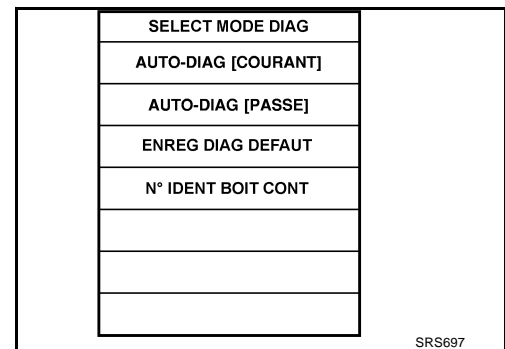 SELECT MODE DIAG
AUTO-DIAG [COURANT]
AUTO-DIAG [PASSE]
ENREG DIAG DEFAUT
N° IDENT BOIT CONT
SRS697